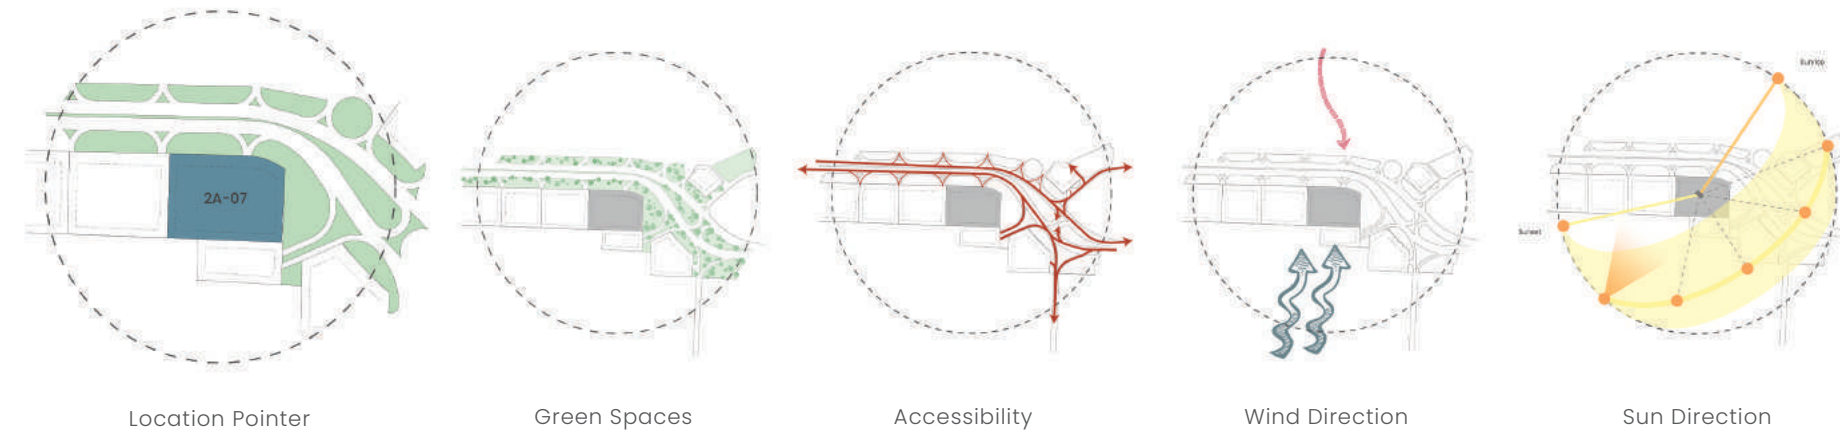 Sunrise
2A-07
Sunset
Location Pointer
Green Spaces
Accessibility
Wind Direction
Sun Direction